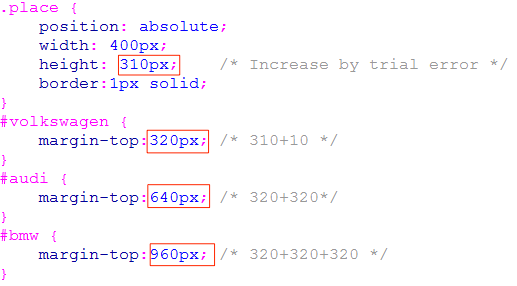 .place {
    position: absolute;
    width: 400px;
    height: 310px;    /* Increase by trial error */
    border:1px solid;
}
#volkswagen {
    margin-top:320px; /* 310+10 */
}
#audi {
    margin-top:640px; /* 320+320*/
}
#bmw {
    margin-top:960px; /* 320+320+320 */
}